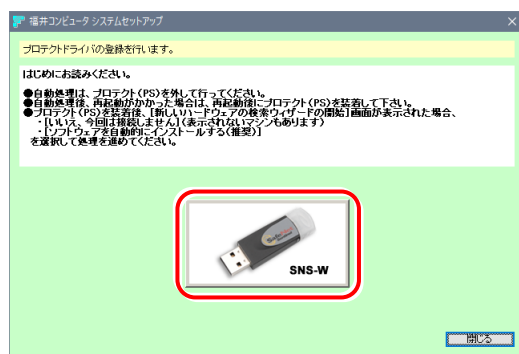 福井コンピュータ システムセットアップ
プロテクトドライバの登録を行います。
はじめにお読みください。
●自動処理は、プロテクト(PS)を外して行ってください。
●自動処理後、再起動がかかった場合は、再起動後にプロテクト(PS)を装着して下さい。
●プロテクト(PS)を装着後、[新しいハードウェアの検索ウィザードの開始]画面が表示された場合、
・[いいえ、今回は接続しません](表示されないマシンもあります)
・[ソフトウェアを自動的にインストールする(推奨)]
を選択して処理を進めてください。
SNS-W
閉じる